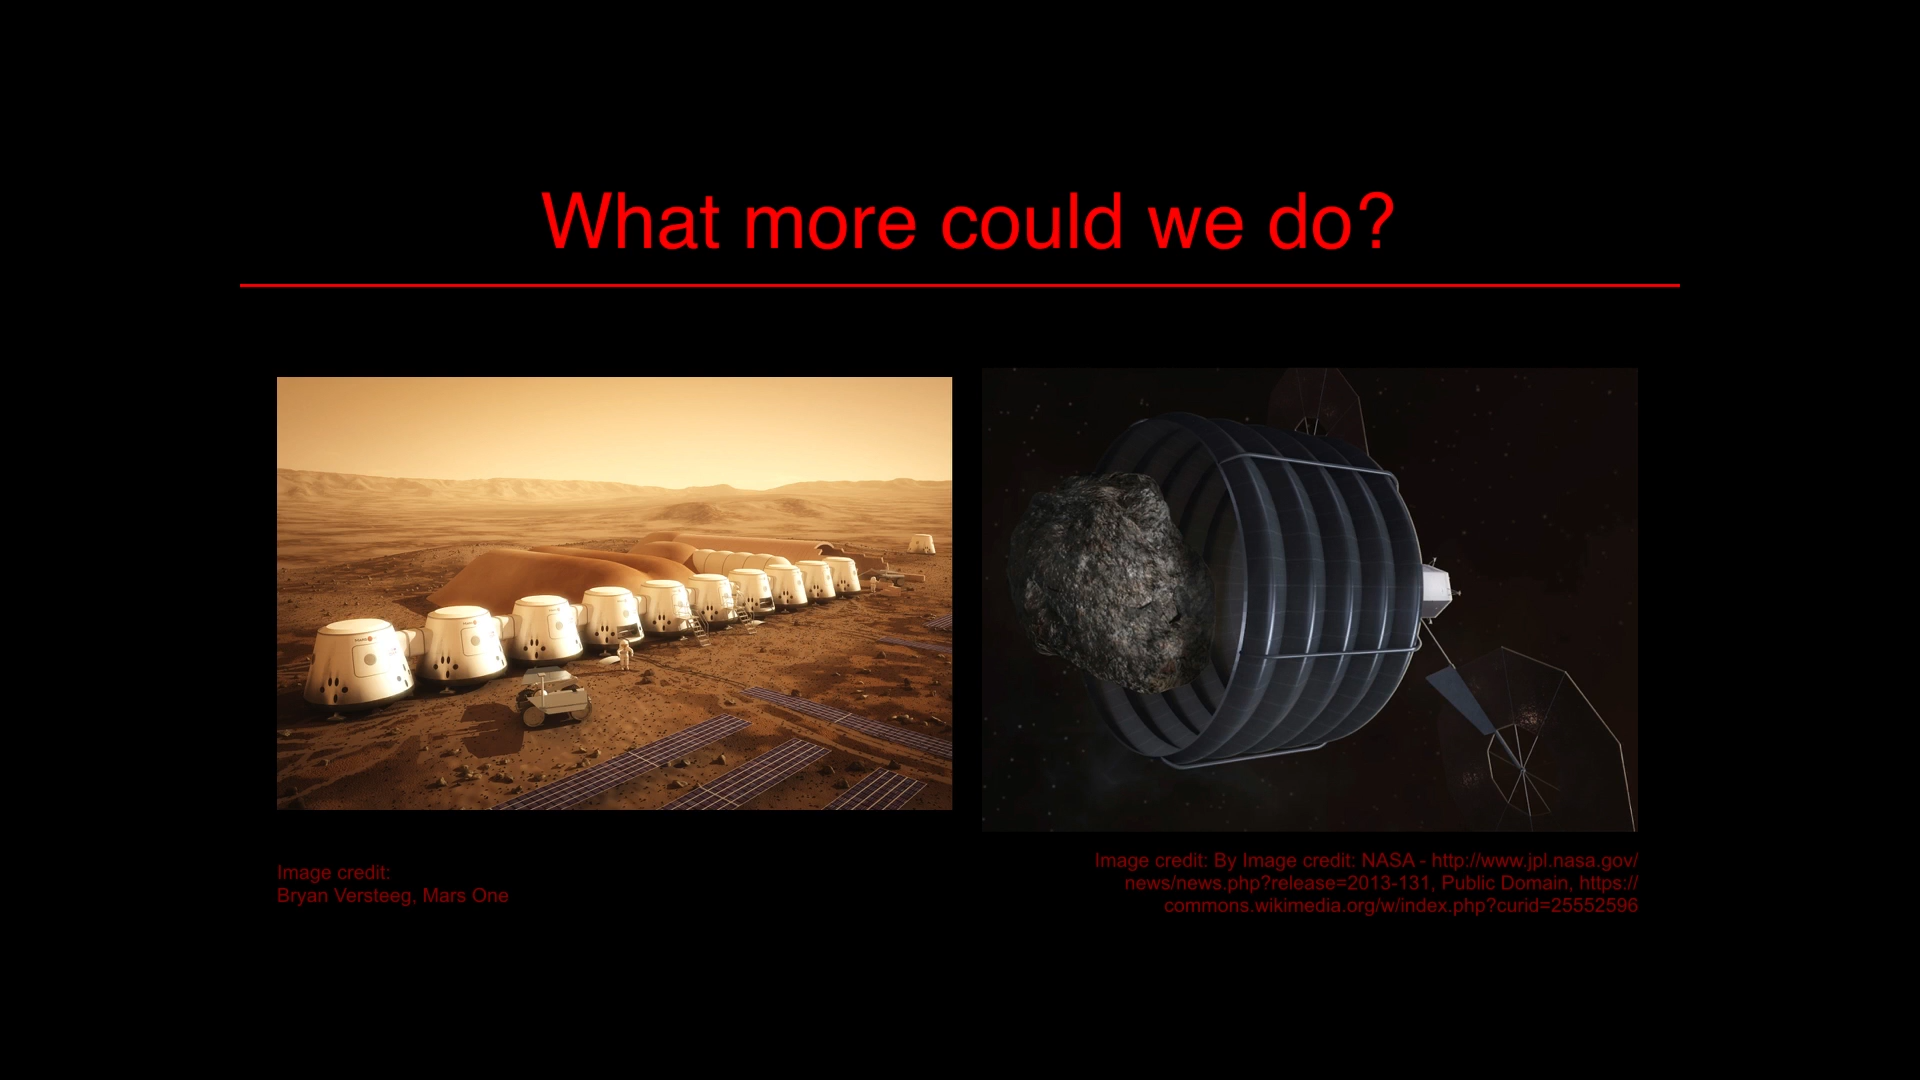 What more could we do?
Image credit:
Bryan Versteeg, Mars One
Image credit: By Image credit: NASA - http://www.jpl.nasa.gov/
news/news.php?release=2013-131, Public Domain, https://
commons.wikimedia.org/w/index.php?curid=25552596